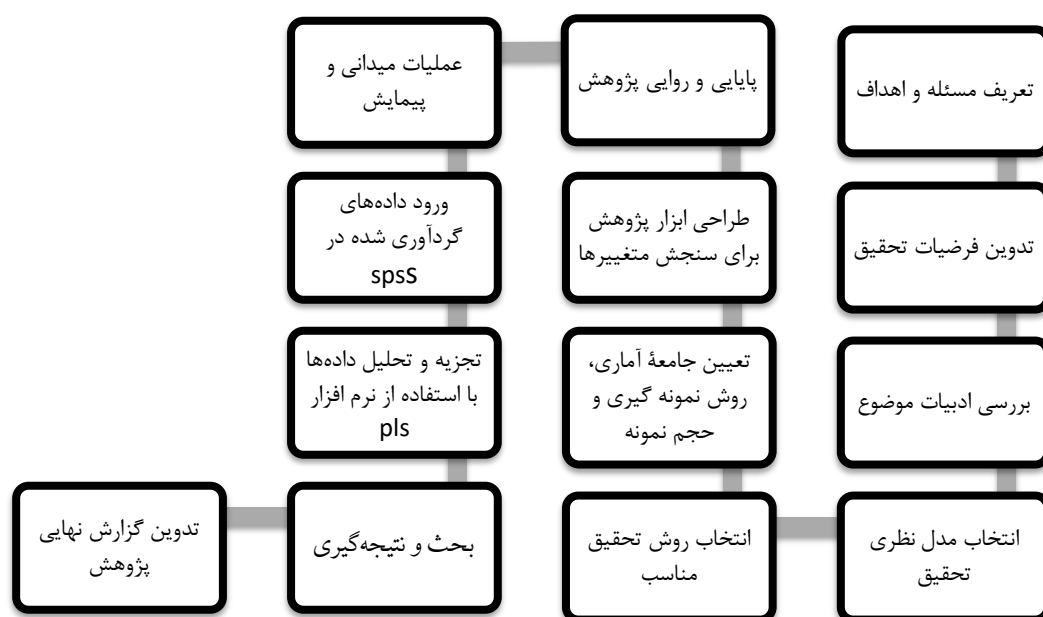 تعریف مسئله و اهداف
تدوین فرضیات تحقیق
بررسی ادبیات موضوع
انتخاب مدل نظری
تحقیق
انتخاب روش تحقیق
مناسب
تعیین جامعۀ آماری،
روش نمونه گیری و
حجم نمونه
طراحی ابزار پژوهش
برای سنجش متغییرها
پایایی و روایی پژوهش
عملیات میدانی و
پیمایش
ورود داده‌های
گردآوری شده در
spsS
تجزیه و تحلیل داده‌ها
با استفاده از نرم افزار
pls
بحث و نتیجه‌گیری
تدوین گزارش نهایی
پژوهش